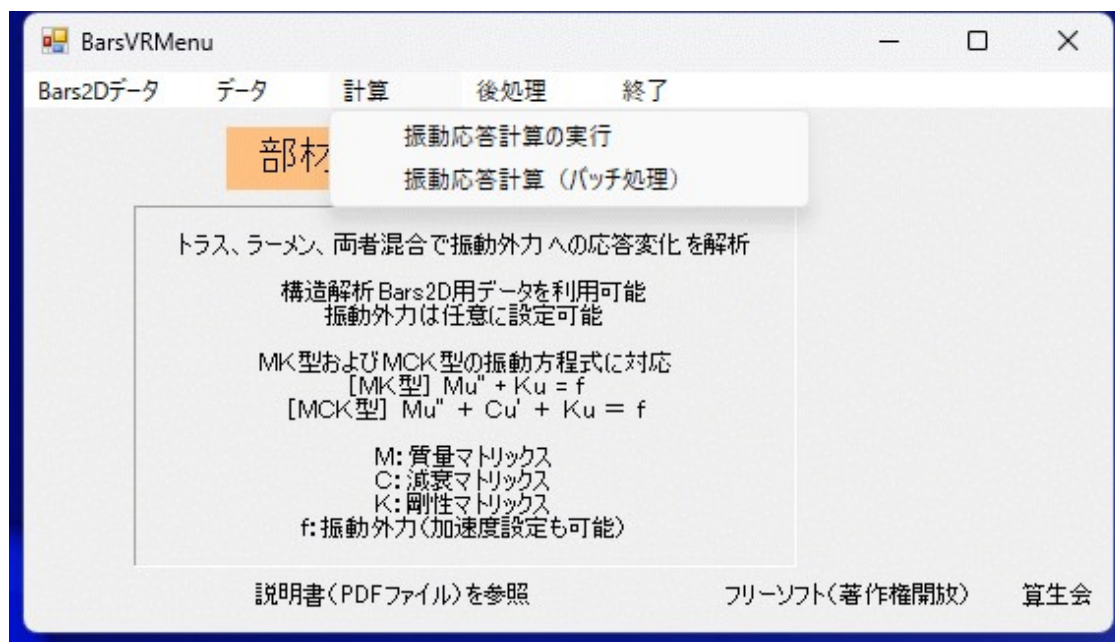 BarsVRMenu
Bars2Dデータ データ 計算 後処理 終了
部材
振動応答計算の実行
振動応答計算（バッチ処理）
トラス、ラーメン、両者混合で振動外力への応答変化を解析
構造解析Bars2D用データを利用可能
振動外力は任意に設定可能
MK型およびMCK型の振動方程式に対応
[MK型] Mu" + Ku = f
[MCK型] Mu" + Cu' + Ku ＝ f
M：質量マトリックス
C：減衰マトリックス
K：剛性マトリックス
f：振動外力（加速度設定も可能）
説明書（PDFファイル）を参照 フリーソフト（著作権開放） 算生会